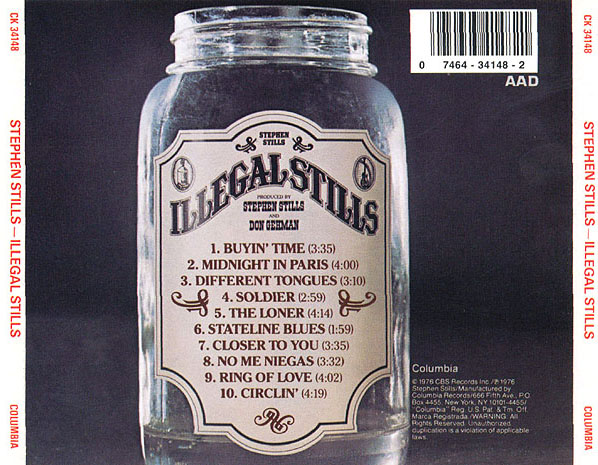 CK 34148
STEPHEN STILLS — ILLEGAL STILLS
COLUMBIA
0 7464-34148-2
AAD
STEPHEN
STILLS
ILLEGAL STILLS
PRODUCED BY
STEPHEN STILLS
AND
DON GEHMAN
1. BUYIN' TIME (3:35)
2. MIDNIGHT IN PARIS (4:00)
3. DIFFERENT TONGUES (3:10)
4. SOLDIER (2:59)
5. THE LONER (4:14)
6. STATELINE BLUES (1:59)
7. CLOSER TO YOU (3:35)
8. NO ME NIEGAS (3:32)
9. RING OF LOVE (4:02)
10. CIRCLIN' (4:19)
Columbia
© 1976 CBS Records Inc./℗ 1976
Stephen Stills/Manufactured by
Columbia Records/666 Fifth Ave., P.O.
Box 4455, New York, NY 10101-4455/
"Columbia" Reg. U.S. Pat. & Tm. Off.
Marca Registrada./WARNING: All
Rights Reserved. Unauthorized
duplication is a violation of applicable
laws.
CK 34148
STEPHEN STILLS — ILLEGAL STILLS
COLUMBIA